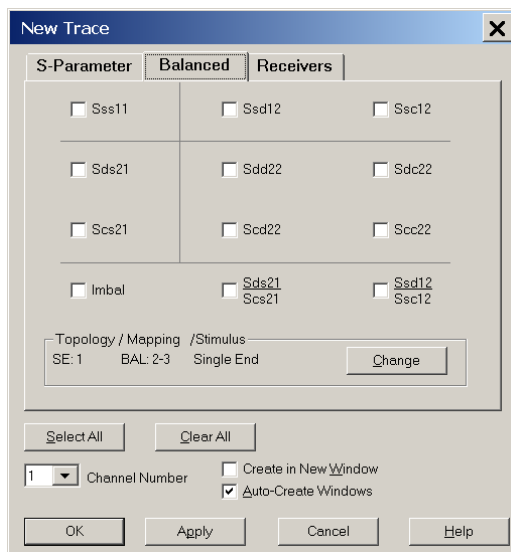 New Trace
S-Parameter Balanced Receivers
Sss11 Ssd12 Ssc12
Sds21 Sdd22 Sdc22
Scs21 Scd22 Scc22
Imbal Sds21 Ssd12
Scs21 Ssc12
Topology / Mapping /Stimulus
SE: 1 BAL: 2-3 Single End Change
Select All Clear All
1 Channel Number Create in New Window
Auto-Create Windows
OK Apply Cancel Help